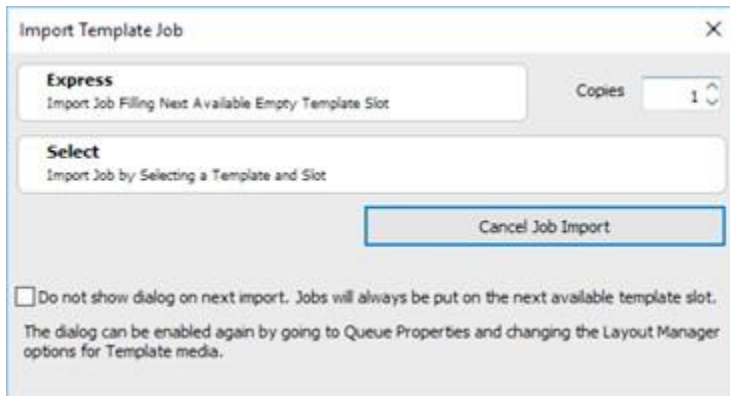 Import Template Job
Express
Import Job Filling Next Available Empty Template Slot
Copies
1
Select
Import Job by Selecting a Template and Slot
Cancel Job Import
Do not show dialog on next import. Jobs will always be put on the next available template slot.
The dialog can be enabled again by going to Queue Properties and changing the Layout Manager
options for Template media.